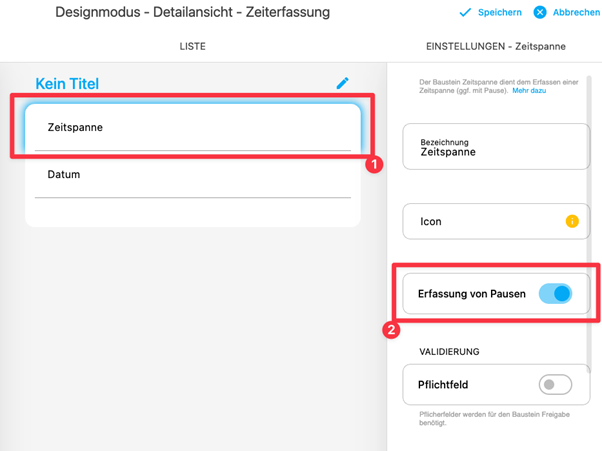 Designmodus - Detailansicht - Zeiterfassung
Speichern
Abbrechen
LISTE
EINSTELLUNGEN - Zeitspanne
Kein Titel
Zeitspanne
1
Datum
Der Baustein Zeitspanne dient dem Erfassen einer
Zeitspanne (ggf. mit Pause). Mehr dazu
Bezeichnung
Zeitspanne
Icon
i
Erfassung von Pausen
2
VALIDIERUNG
Pflichtfeld
Pflicherfelder werden für den Baustein Freigabe
benötigt.